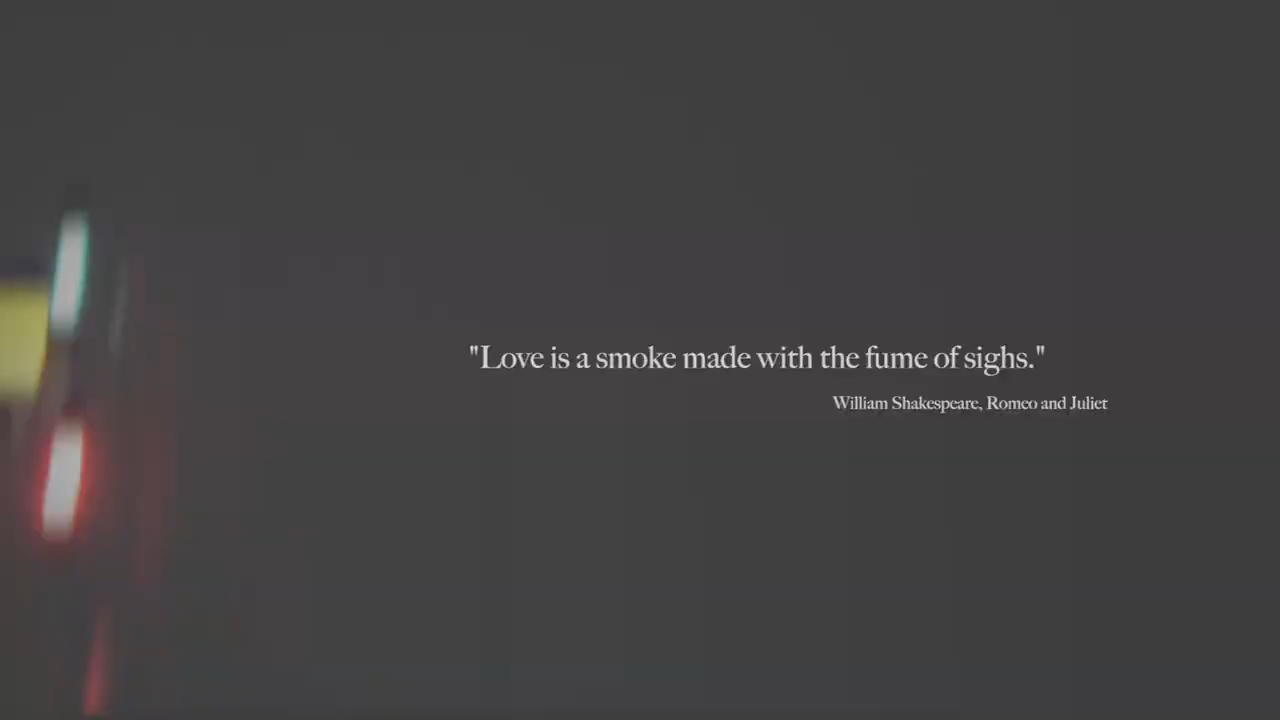 "Love is a smoke made with the fume of sighs."
William Shakespeare, Romeo and Juliet